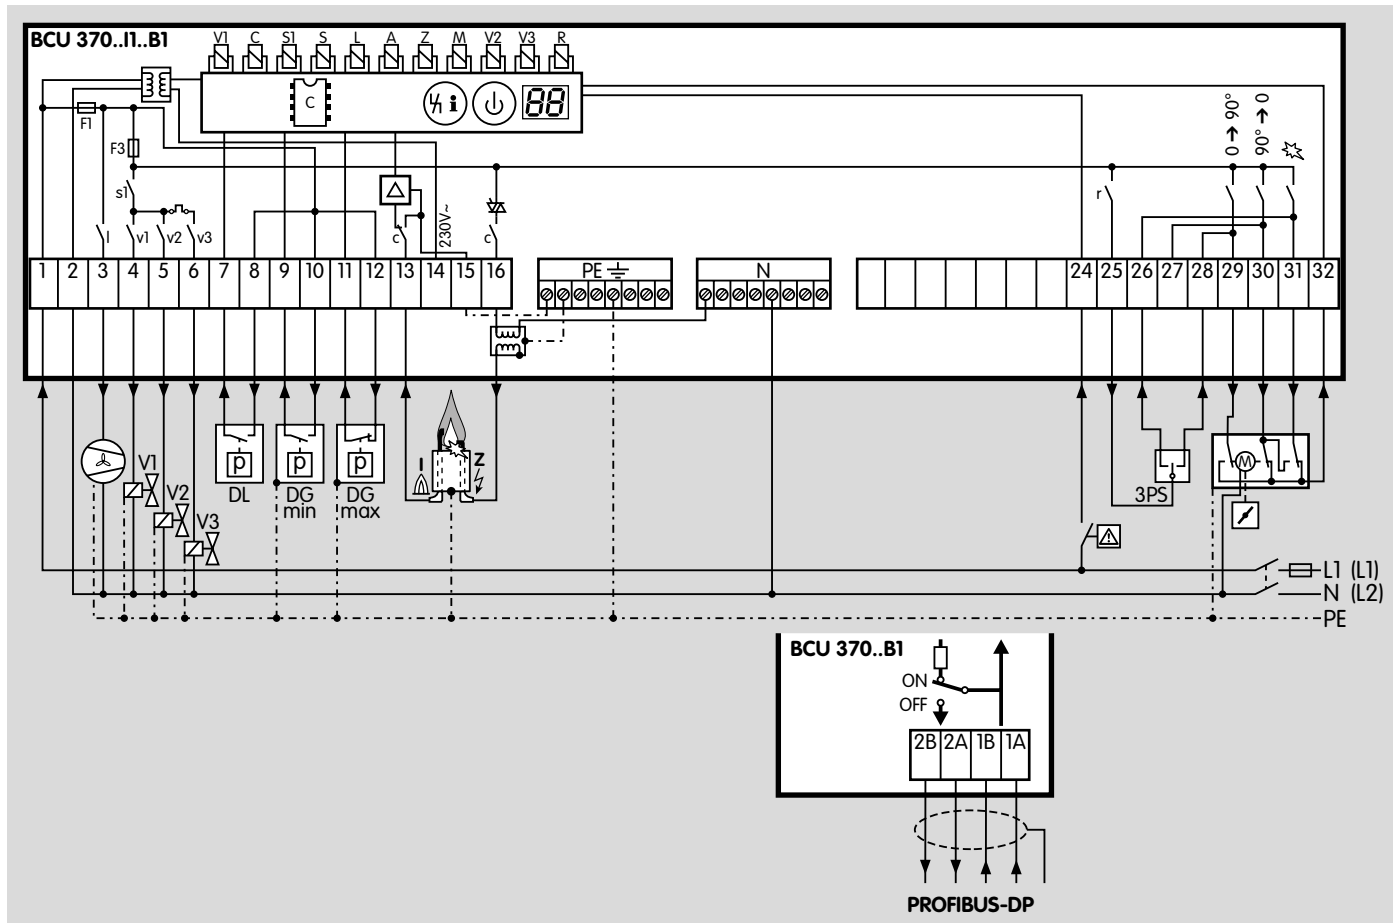 BCU 370..I1..B1
V1 C S1 S L A Z M V2 V3 R
C
i
88
F1
F3
s1
l
v1
v2
v3
c
230V~
c
r
0 → 90°
90° → 0
1 2 3 4 5 6 7 8 9 10 11 12 13 14 15 16
PE
N
24 25 26 27 28 29 30 31 32
V1
V2
V3
p
DL
p
DG
min
p
DG
max
I
Z
3PS
M
L1 (L1)
N (L2)
PE
BCU 370..B1
ON
OFF
2B 2A 1B 1A
PROFIBUS-DP